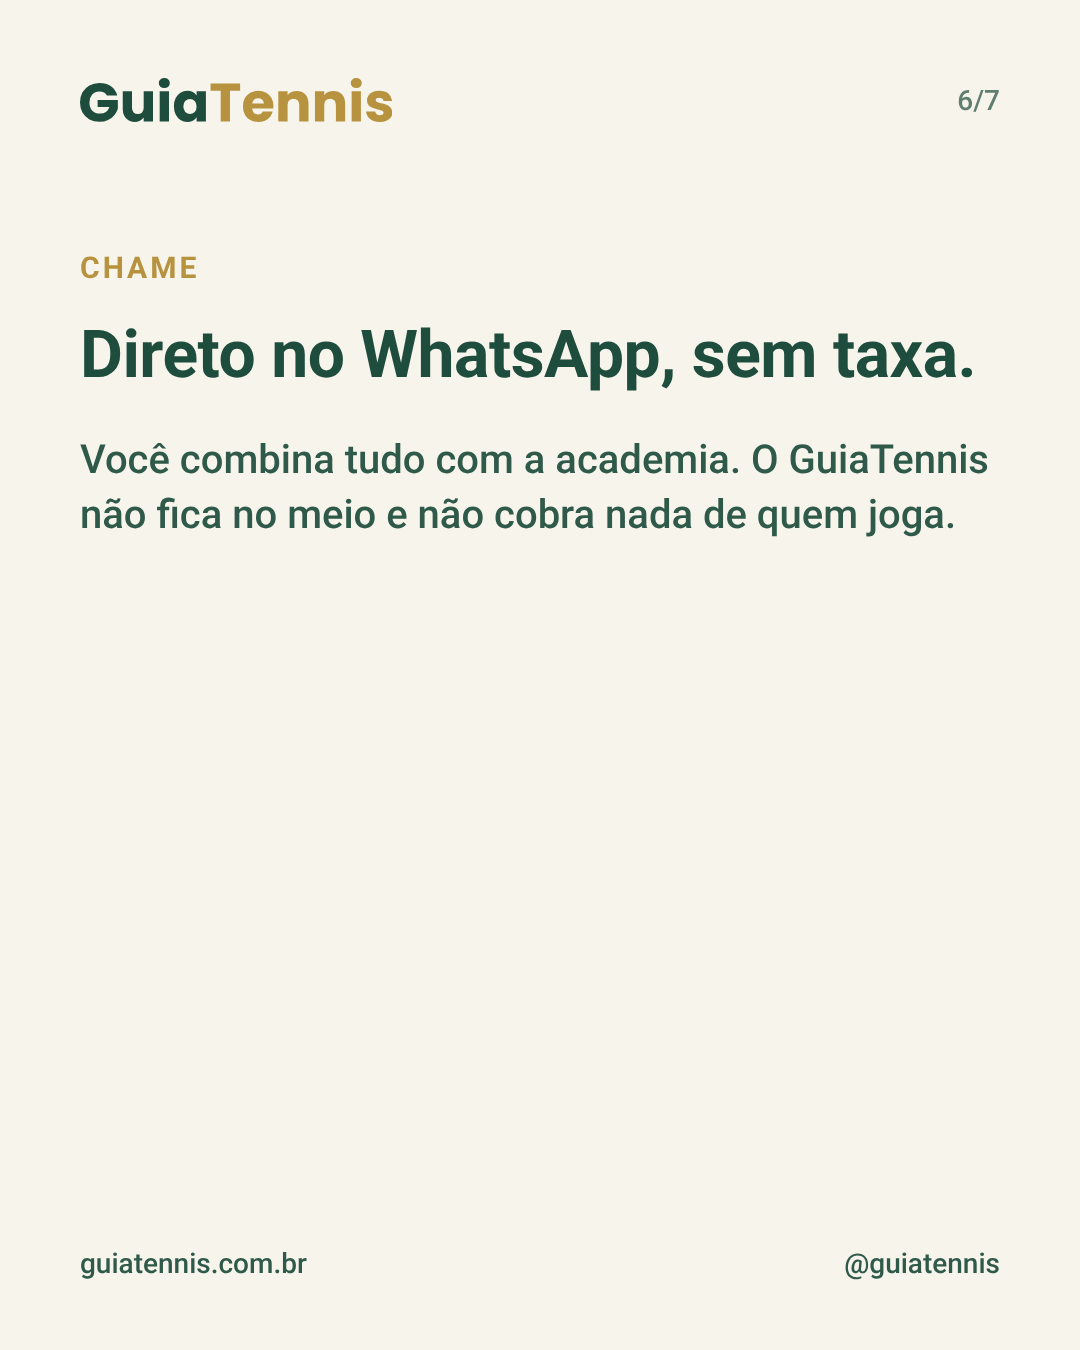 GuiaTennis
6/7
CHAME
Direto no WhatsApp, sem taxa.
Você combina tudo com a academia. O GuiaTennis
não fica no meio e não cobra nada de quem joga.
guiatennis.com.br
@guiatennis